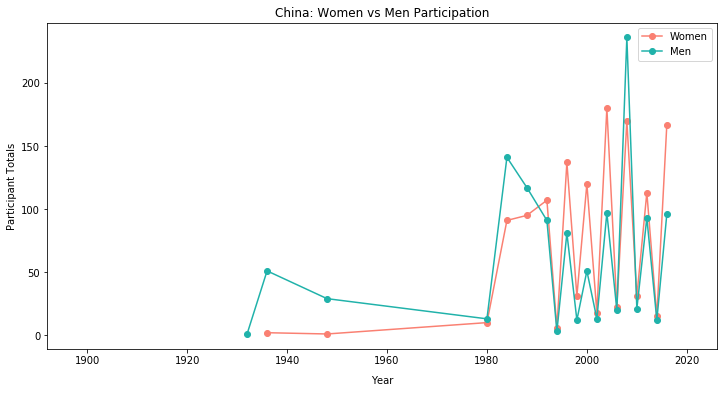 China: Women vs Men Participation
Women
Men
Participant Totals
200
150
100
50
0
1900
1920
1940
1960
1980
2000
2020
Year